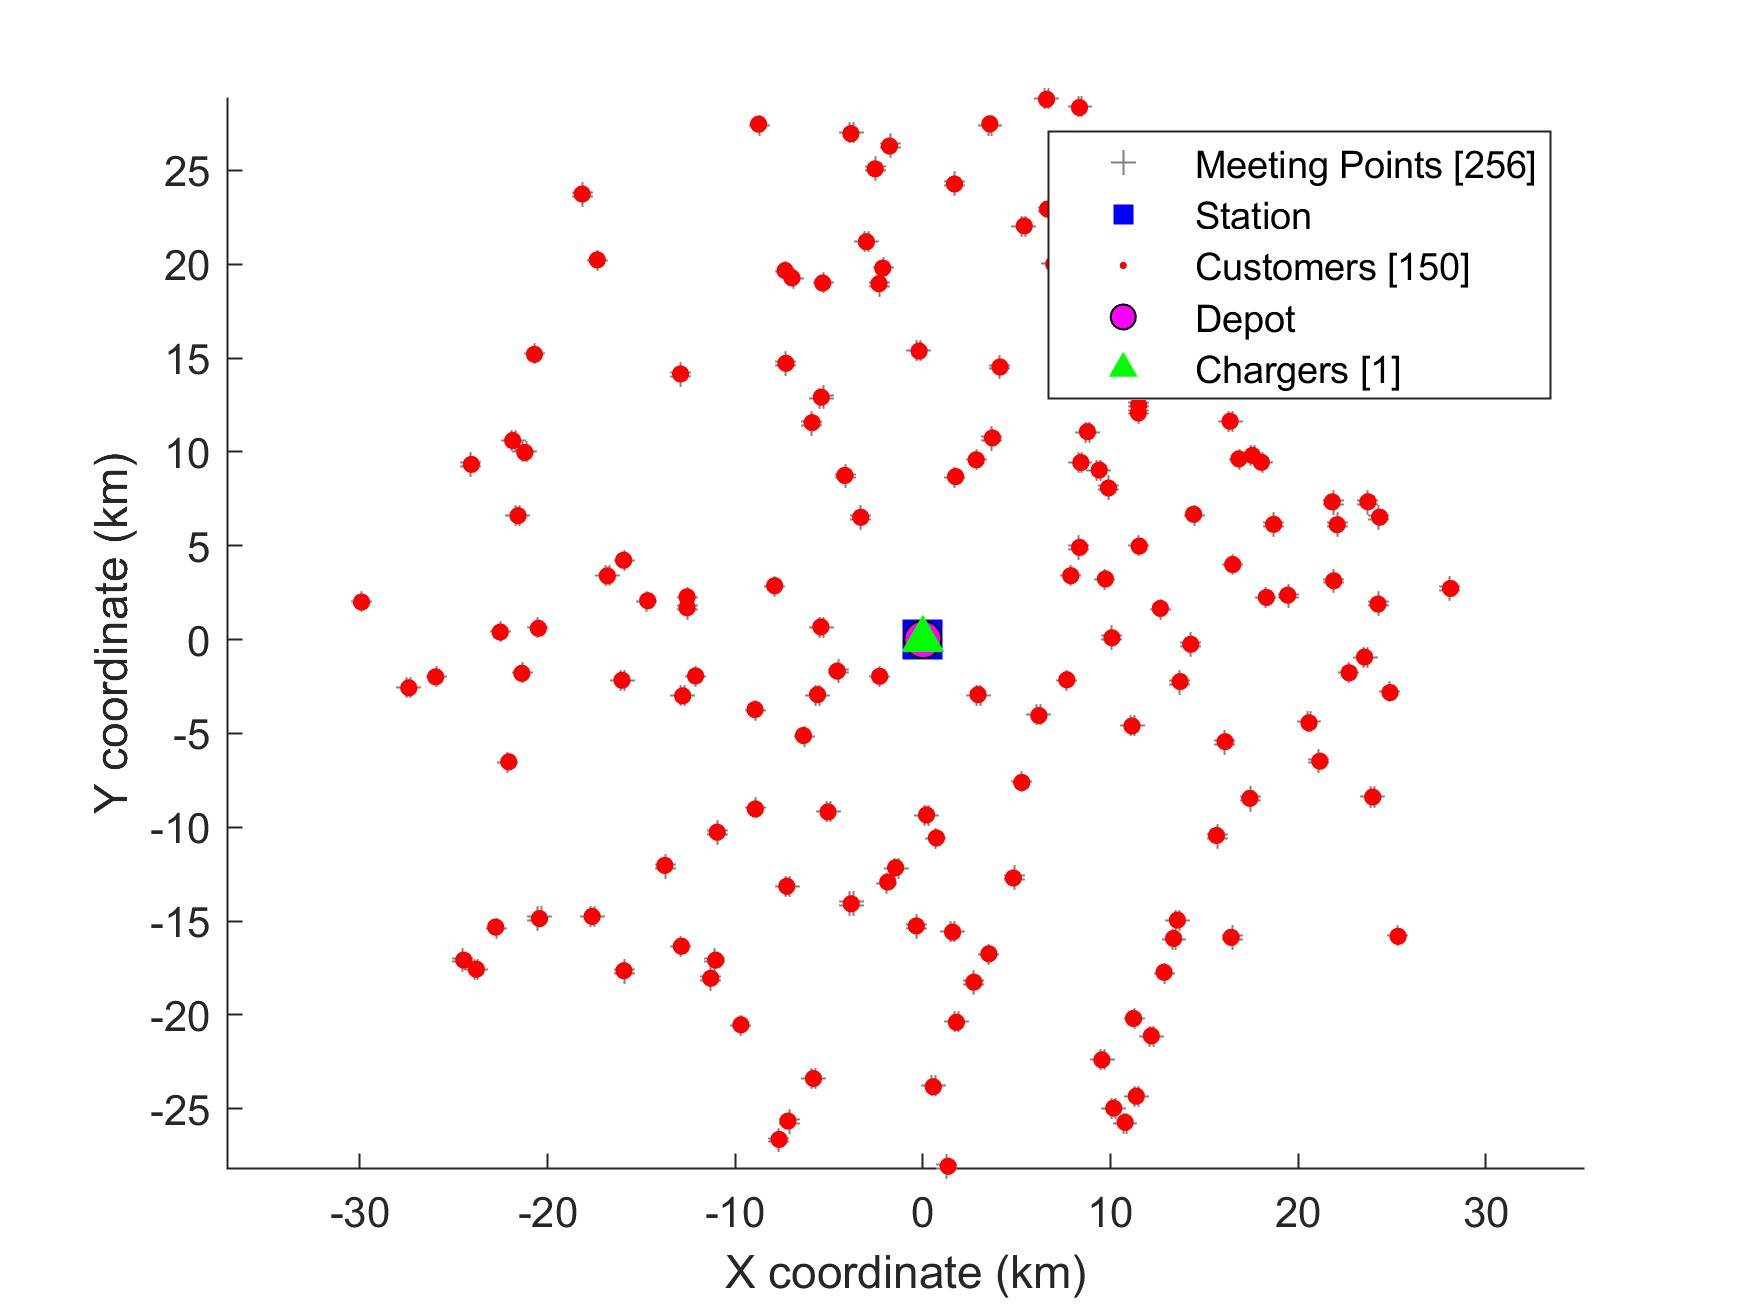 25
20
15
10
5
0
-5
-10
-15
-20
-25
-30
-20
-10
0
10
20
30
Y coordinate (km)
X coordinate (km)
Meeting Points [256]
Station
Customers [150]
Depot
Chargers [1]